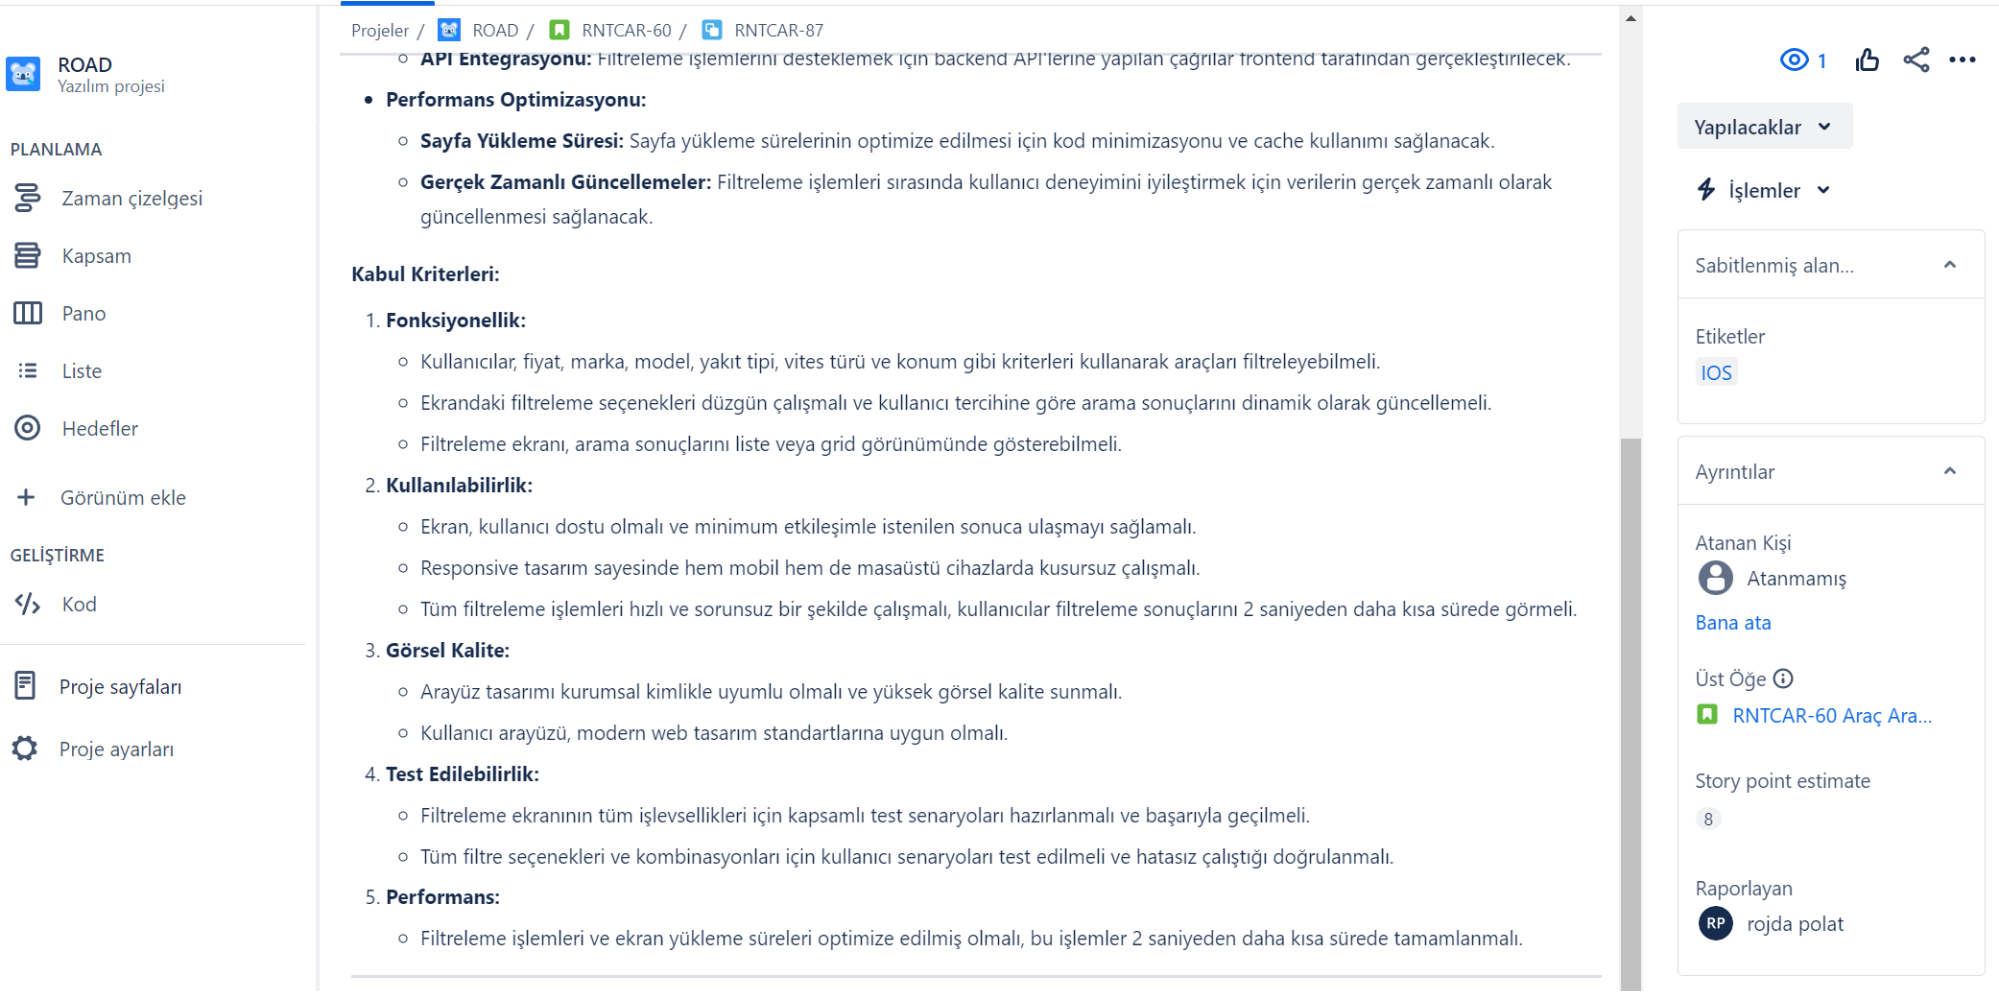 ROAD
Yazılım projesi
PLANLAMA
Zaman çizelgesi
Kapsam
Pano
Liste
Hedefler
Görünüm ekle
GELİŞTİRME
Kod
Proje sayfaları
Proje ayarları
Projeler / ROAD / RNTCAR-60 / RNTCAR-87
API Entegrasyonu: Filtreleme işlemlerini desteklemek için backend API'lerine yapılan çağrılar frontend tarafından gerçekleştirilecek.
Performans Optimizasyonu:
Sayfa Yükleme Süresi: Sayfa yükleme sürelerinin optimize edilmesi için kod minimizasyonu ve cache kullanımı sağlanacak.
Gerçek Zamanlı Güncellemeler: Filtreleme işlemleri sırasında kullanıcı deneyimini iyileştirmek için verilerin gerçek zamanlı olarak
güncellenmesi sağlanacak.
Kabul Kriterleri:
1. Fonksiyonellik:
Kullanıcılar, fiyat, marka, model, yakıt tipi, vites türü ve konum gibi kriterleri kullanarak araçları filtreleyebilmeli.
Ekrandaki filtreleme seçenekleri düzgün çalışmalı ve kullanıcı tercihine göre arama sonuçlarını dinamik olarak güncellemeli.
Filtreleme ekranı, arama sonuçlarını liste veya grid görünümünde gösterebilmeli.
2. Kullanılabilirlik:
Ekran, kullanıcı dostu olmalı ve minimum etkileşimle istenilen sonuca ulaşmayı sağlamalı.
Responsive tasarım sayesinde hem mobil hem de masaüstü cihazlarda kusursuz çalışmalı.
Tüm filtreleme işlemleri hızlı ve sorunsuz bir şekilde çalışmalı, kullanıcılar filtreleme sonuçlarını 2 saniyeden daha kısa sürede görmeli.
3. Görsel Kalite:
Arayüz tasarımı kurumsal kimlikle uyumlu olmalı ve yüksek görsel kalite sunmalı.
Kullanıcı arayüzü, modern web tasarım standartlarına uygun olmalı.
4. Test Edilebilirlik:
Filtreleme ekranının tüm işlevsellikleri için kapsamlı test senaryoları hazırlanmalı ve başarıyla geçilmeli.
Tüm filtre seçenekleri ve kombinasyonları için kullanıcı senaryoları test edilmeli ve hatasız çalıştığı doğrulanmalı.
5. Performans:
Filtreleme işlemleri ve ekran yükleme süreleri optimize edilmiş olmalı, bu işlemler 2 saniyeden daha kısa sürede tamamlanmalı.
1
Yapılacaklar
İşlemler
Sabitlenmiş alan...
Etiketler
IOS
Ayrıntılar
Atanan Kişi
Atanmamış
Bana ata
Üst Öğe
RNTCAR-60 Araç Ara...
Story point estimate
8
Raporlayan
RP rojda polat